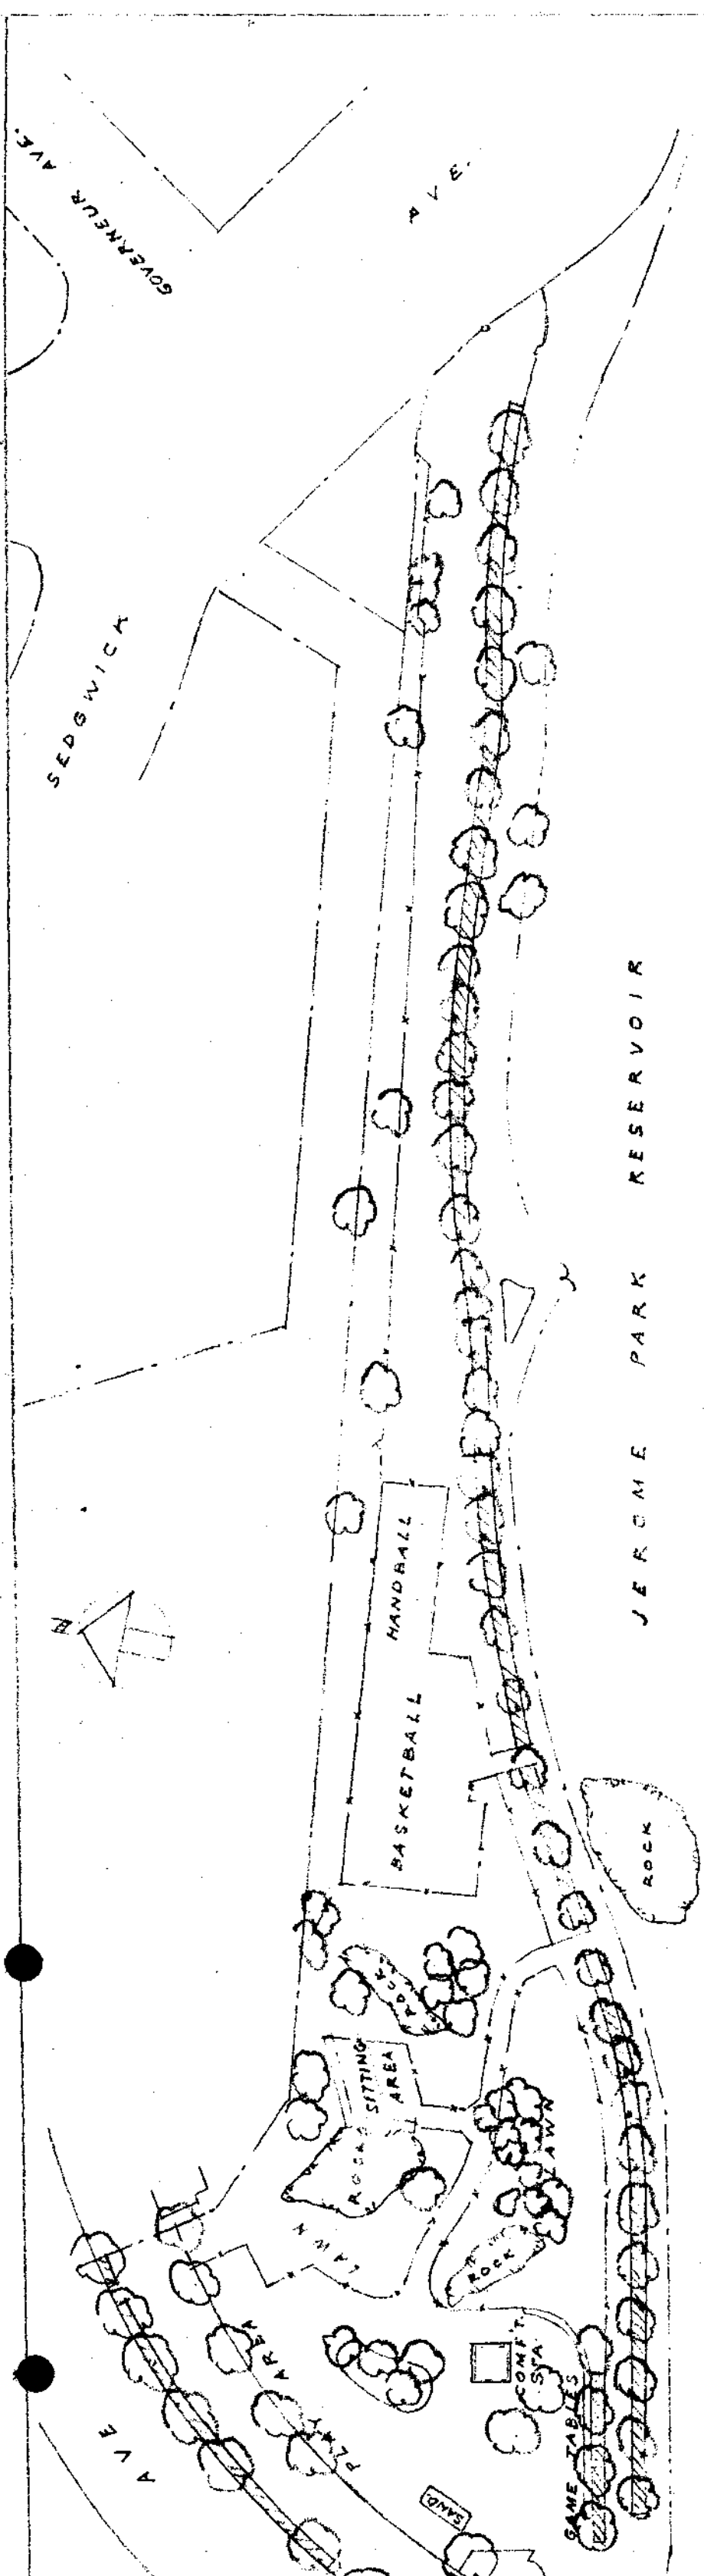 GOVERNEUR AVE.
AVE.
SEDGWICK
JEROME PARK RESERVOIR
N
HANDBALL
BASKETBALL
ROCK
ROCK
SITTING
AREA
ROCK
LAWN
LAWN
ROCK
COMF'T
STA.
PLAY AREA
GAME TABLES
AVE
SAND